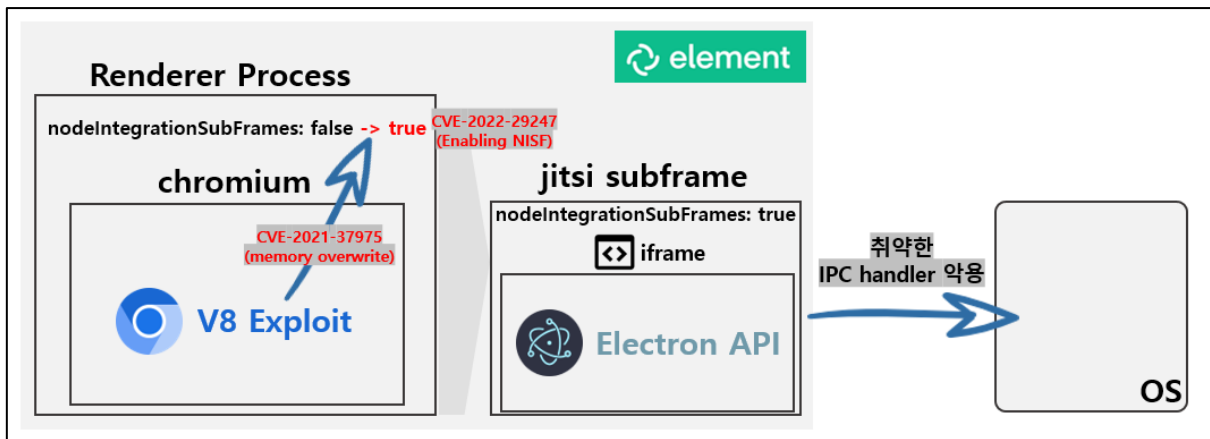 element
Renderer Process
nodeIntegrationSubFrames: false -> true
CVE-2022-29247
(Enabling NISF)
chromium
CVE-2021-37975
(memory overwrite)
V8 Exploit
jitsi subframe
nodeIntegrationSubFrames: true
iframe
Electron API
취약한
IPC handler 악용
OS